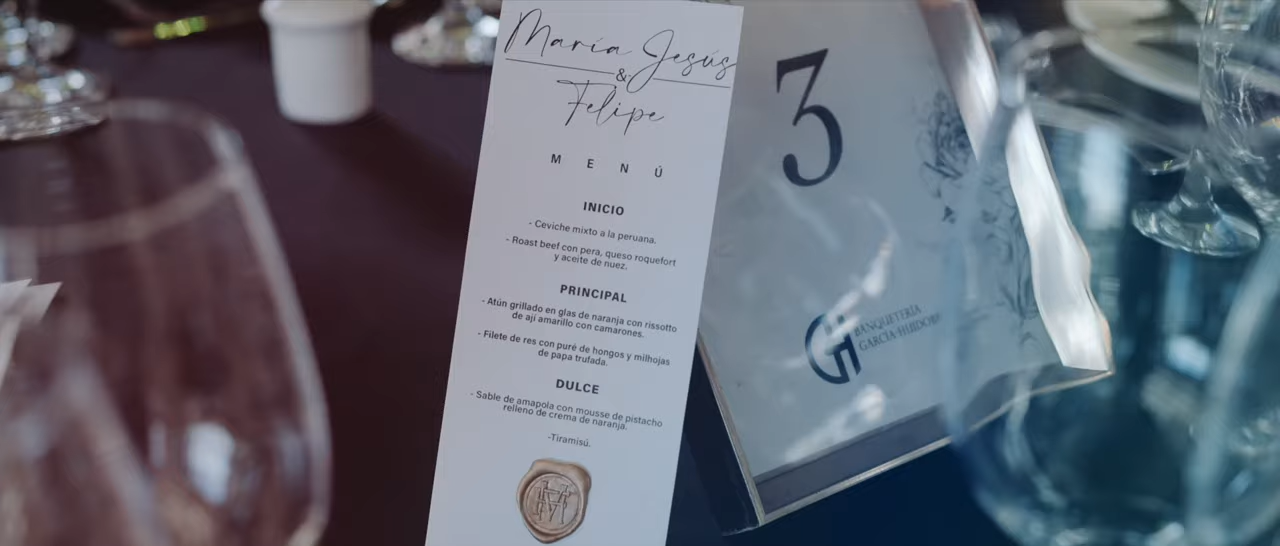 María Jesús
&
Felipe
MENÚ
INICIO
- Ceviche mixto a la peruana.
- Roast beef con pera, queso roquefort
y aceite de nuez.
PRINCIPAL
- Atún grillado en glas de naranja con rissotto
de ají amarillo con camarones.
- Filete de res con puré de hongos y milhojas
de papa trufada.
DULCE
- Sable de amapola con mousse de pistacho
relleno de crema de naranja.
-Tiramisú.
3
BANQUETERÍA
GARCÍA-HUIDOBRO